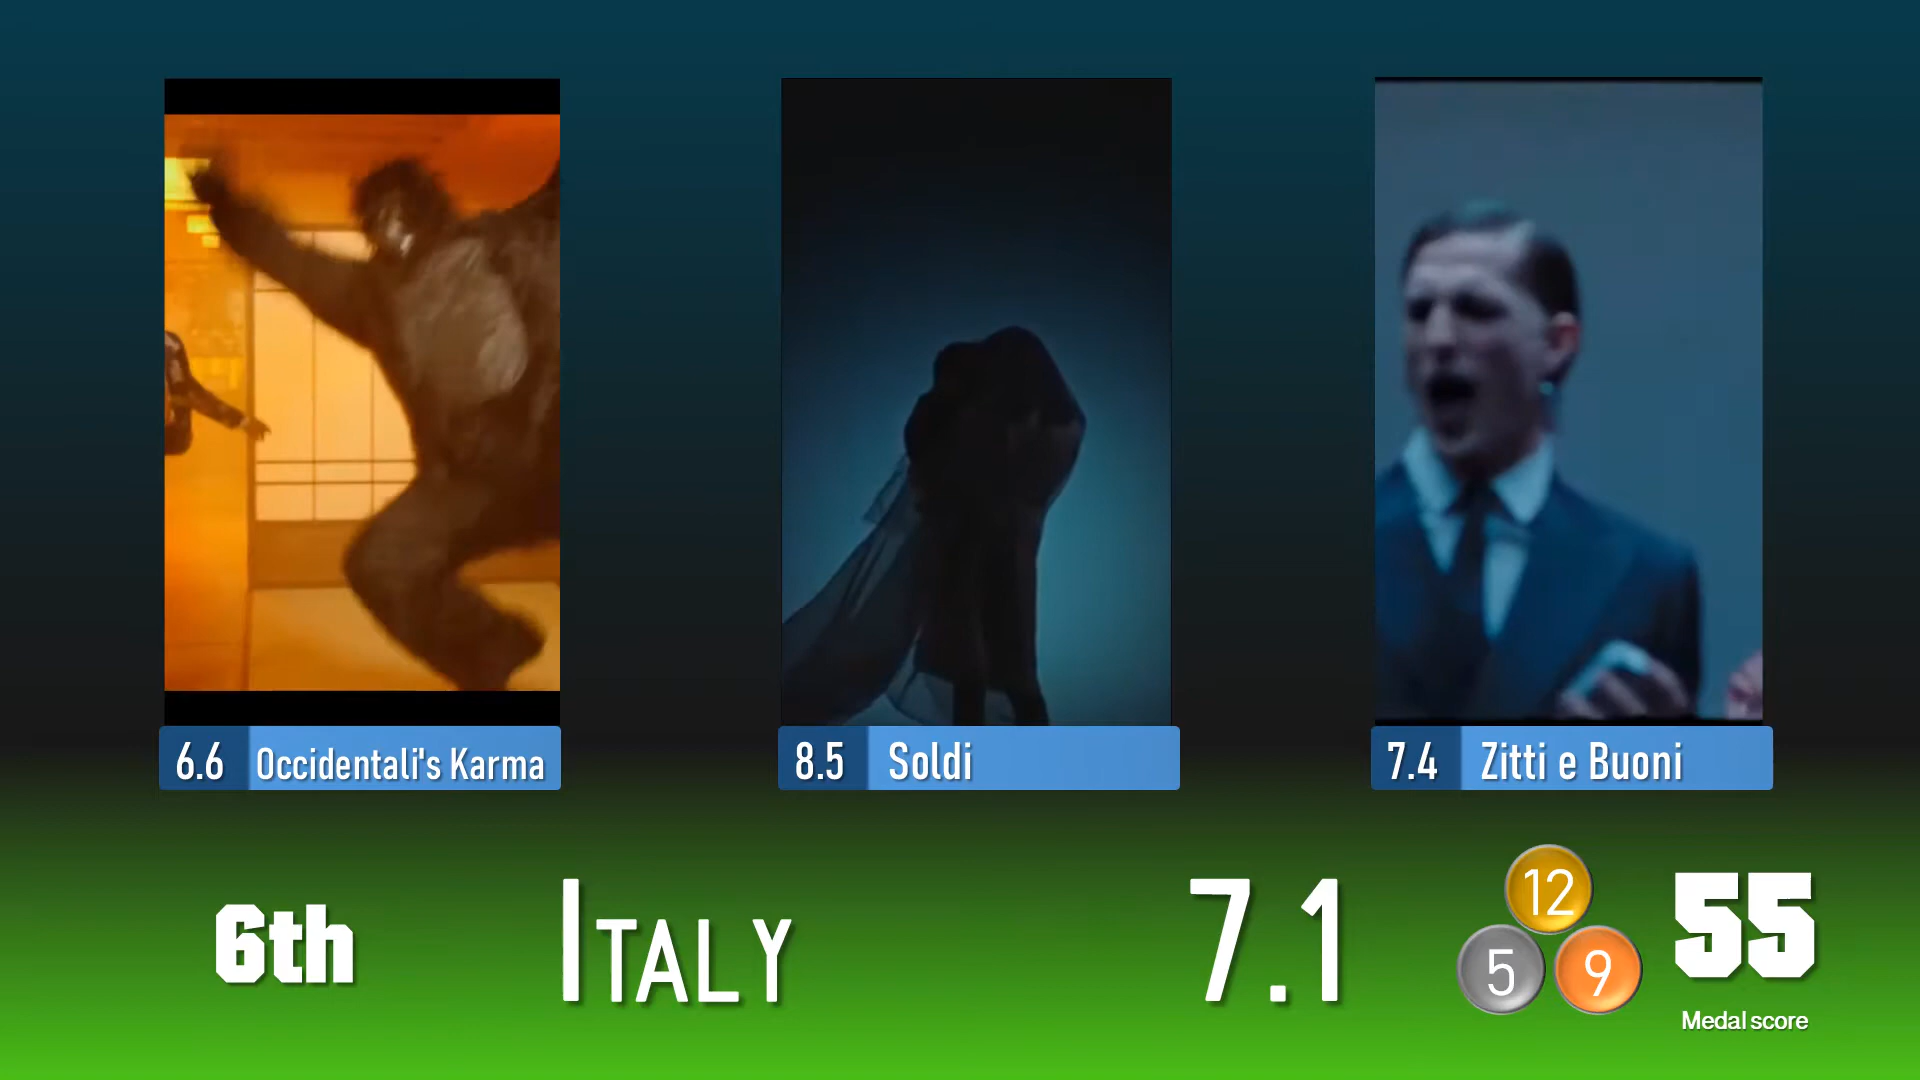 6.6 Occidentali's Karma
8.5 Soldi
7.4 Zitti e Buoni
6th
Italy
7.1
12
5
9
55
Medal score